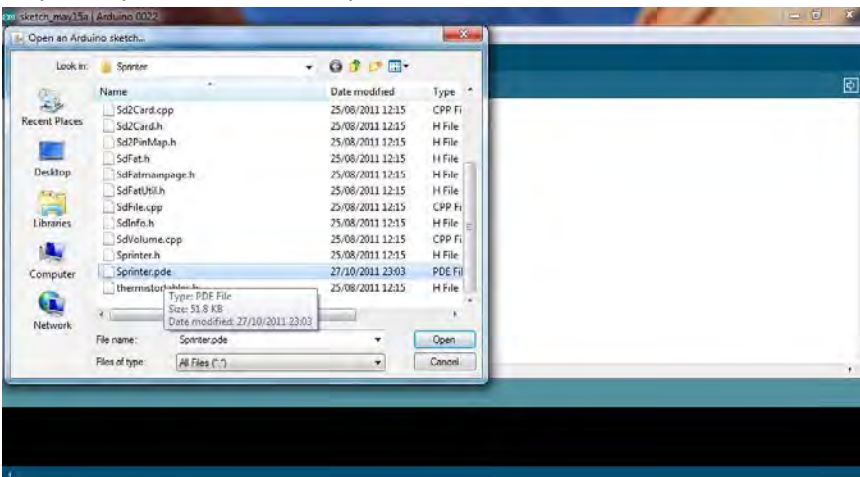 sketch_may15a | Arduino 0022
Open an Arduino sketch...
Look in: Sprinter
Name Date modified Type
Sd2Card.cpp 25/08/2011 12:15 CPP Fi
Sd2Card.h 25/08/2011 12:15 H File
Sd2PinMap.h 25/08/2011 12:15 H File
SdFat.h 25/08/2011 12:15 H File
SdFatmainpage.h 25/08/2011 12:15 H File
SdFatUtil.h 25/08/2011 12:15 H File
SdFile.cpp 25/08/2011 12:15 CPP Fi
SdInfo.h 25/08/2011 12:15 H File
SdVolume.cpp 25/08/2011 12:15 CPP Fi
Sprinter.h 25/08/2011 12:15 H File
Sprinter.pde 27/10/2011 23:03 PDE Fil
thermistortables.h 25/08/2011 12:15 H File
Type: PDE File
Size: 51.8 KB
Date modified: 27/10/2011 23:03
Recent Places
Desktop
Libraries
Computer
Network
File name: Sprinter.pde Open
Files of type: All Files (*.*) Cancel